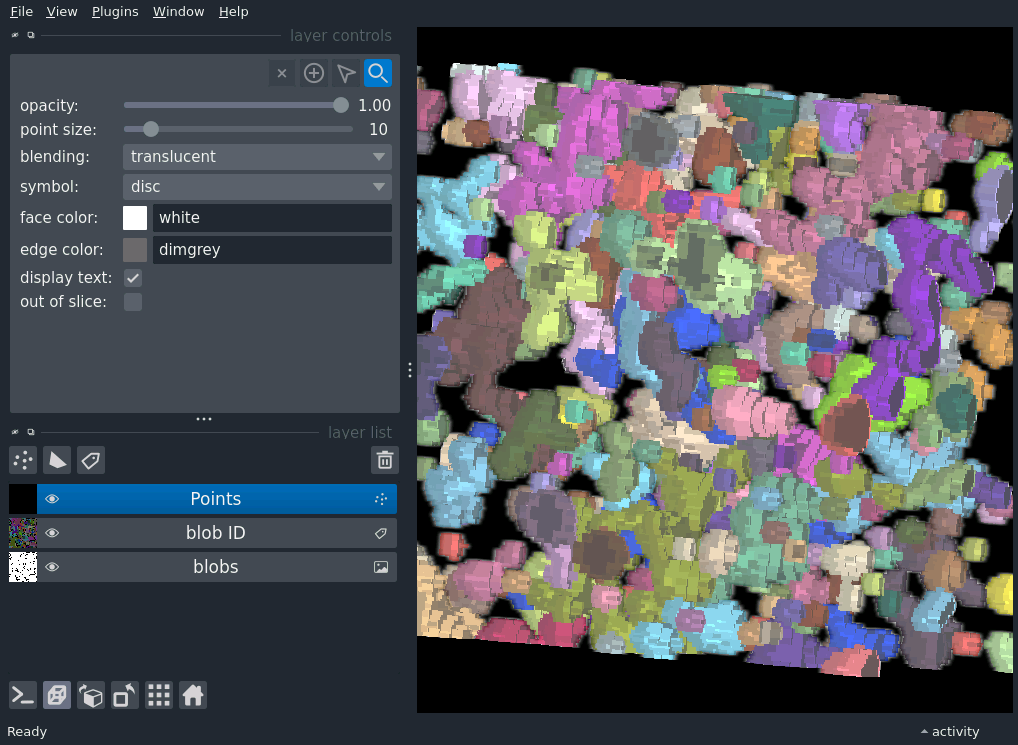 File View Plugins Window Help
layer controls
opacity: 1.00
point size: 10
blending: translucent
symbol: disc
face color: white
edge color: dimgrey
display text:
out of slice:
layer list
Points
blob ID
blobs
Ready activity